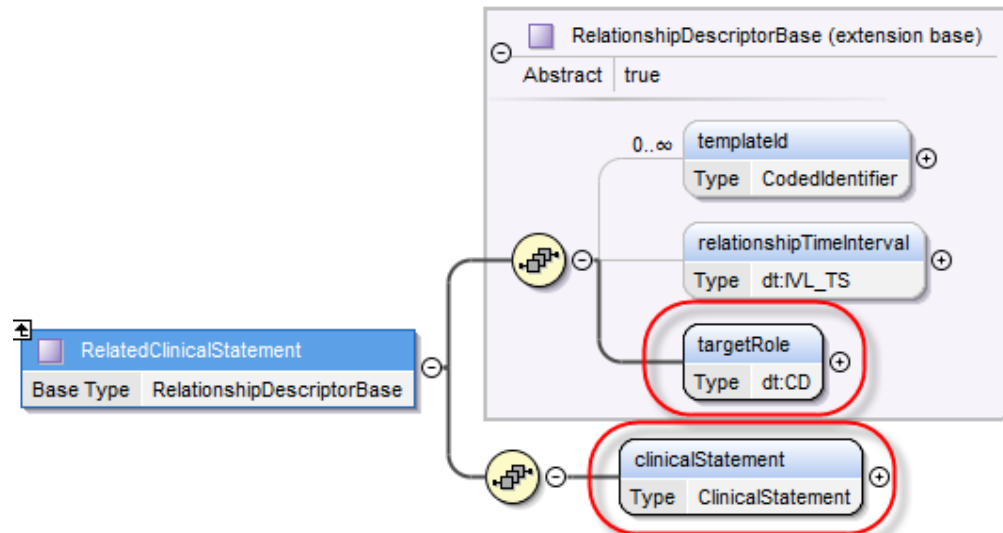 RelationshipDescriptorBase (extension base)
Abstract true
0..∞
templateId
Type CodedIdentifier
relationshipTimeInterval
Type dt:IVL_TS
targetRole
Type dt:CD
RelatedClinicalStatement
Base Type RelationshipDescriptorBase
clinicalStatement
Type ClinicalStatement